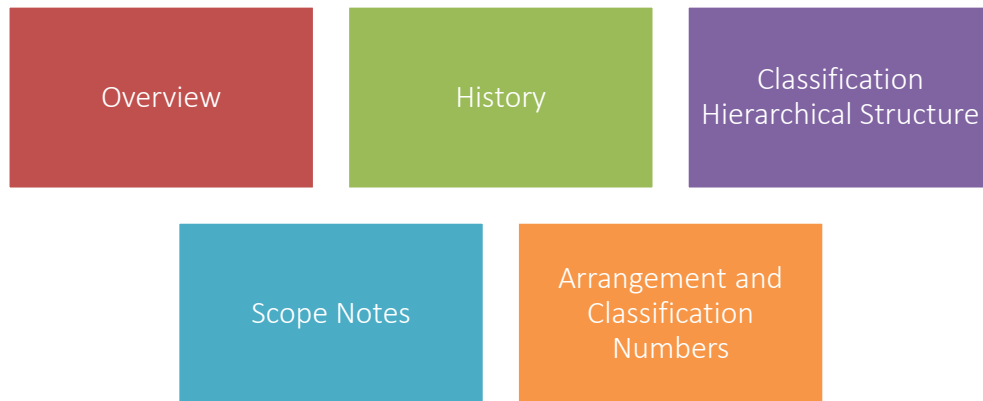 Overview
History
Classification
Hierarchical Structure
Scope Notes
Arrangement and
Classification
Numbers